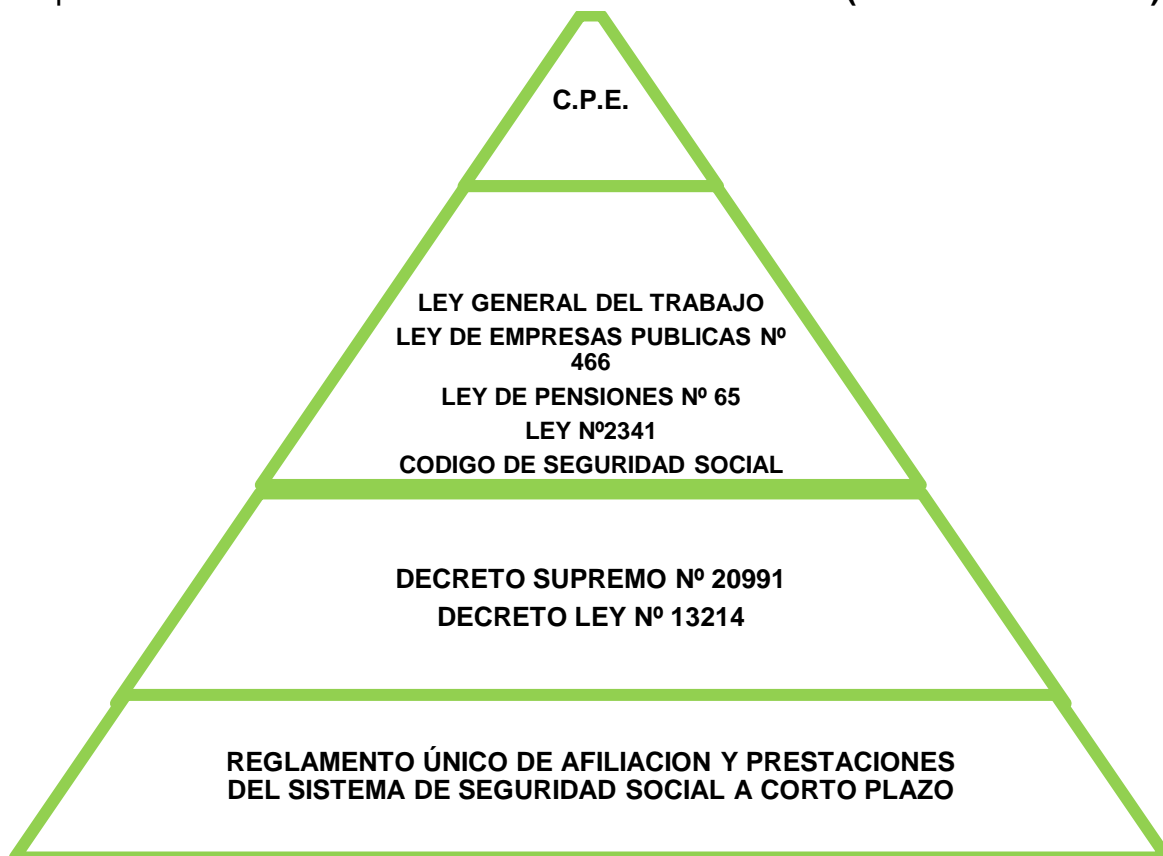 C.P.E.
LEY GENERAL DEL TRABAJO
LEY DE EMPRESAS PUBLICAS Nº
466
LEY DE PENSIONES Nº 65
LEY Nº2341
CODIGO DE SEGURIDAD SOCIAL
DECRETO SUPREMO Nº 20991
DECRETO LEY Nº 13214
REGLAMENTO ÚNICO DE AFILIACION Y PRESTACIONES
DEL SISTEMA DE SEGURIDAD SOCIAL A CORTO PLAZO